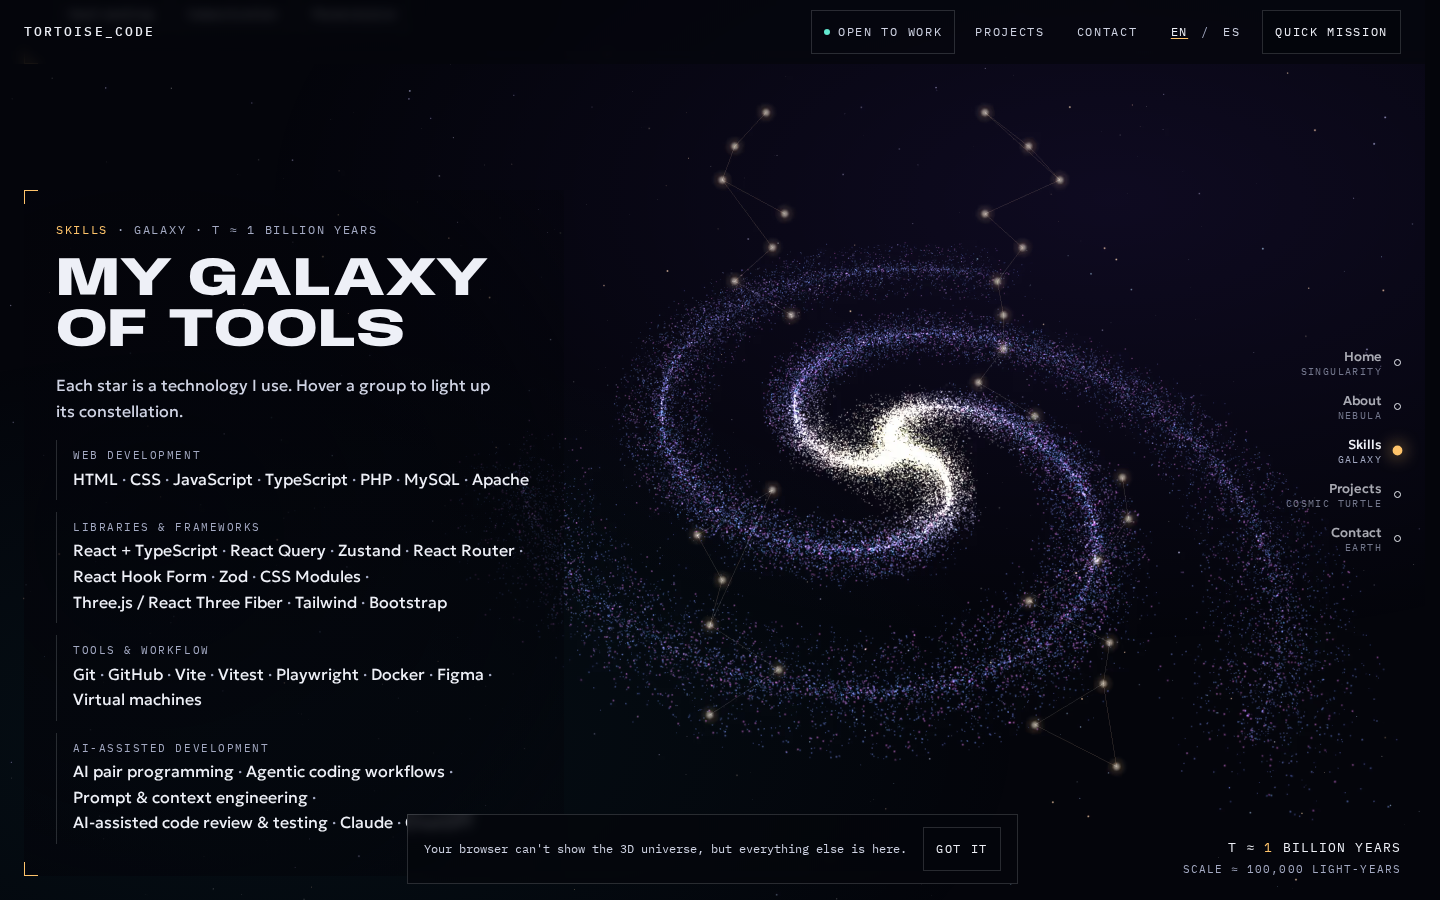 TORTOISE_CODE
OPEN TO WORK
PROJECTS
CONTACT
EN / ES
QUICK MISSION
SKILLS · GALAXY · T ≈ 1 BILLION YEARS
MY GALAXY
OF TOOLS
Each star is a technology I use. Hover a group to light up
its constellation.
WEB DEVELOPMENT
HTML · CSS · JavaScript · TypeScript · PHP · MySQL · Apache
LIBRARIES & FRAMEWORKS
React + TypeScript · React Query · Zustand · React Router ·
React Hook Form · Zod · CSS Modules ·
Three.js / React Three Fiber · Tailwind · Bootstrap
TOOLS & WORKFLOW
Git · GitHub · Vite · Vitest · Playwright · Docker · Figma ·
Virtual machines
AI-ASSISTED DEVELOPMENT
AI pair programming · Agentic coding workflows ·
Prompt & context engineering ·
AI-assisted code review & testing · Claude ·
Home
SINGULARITY
About
NEBULA
Skills
GALAXY
Projects
COSMIC TURTLE
Contact
EARTH
Your browser can't show the 3D universe, but everything else is here.
GOT IT
T ≈ 1 BILLION YEARS
SCALE ≈ 100,000 LIGHT-YEARS